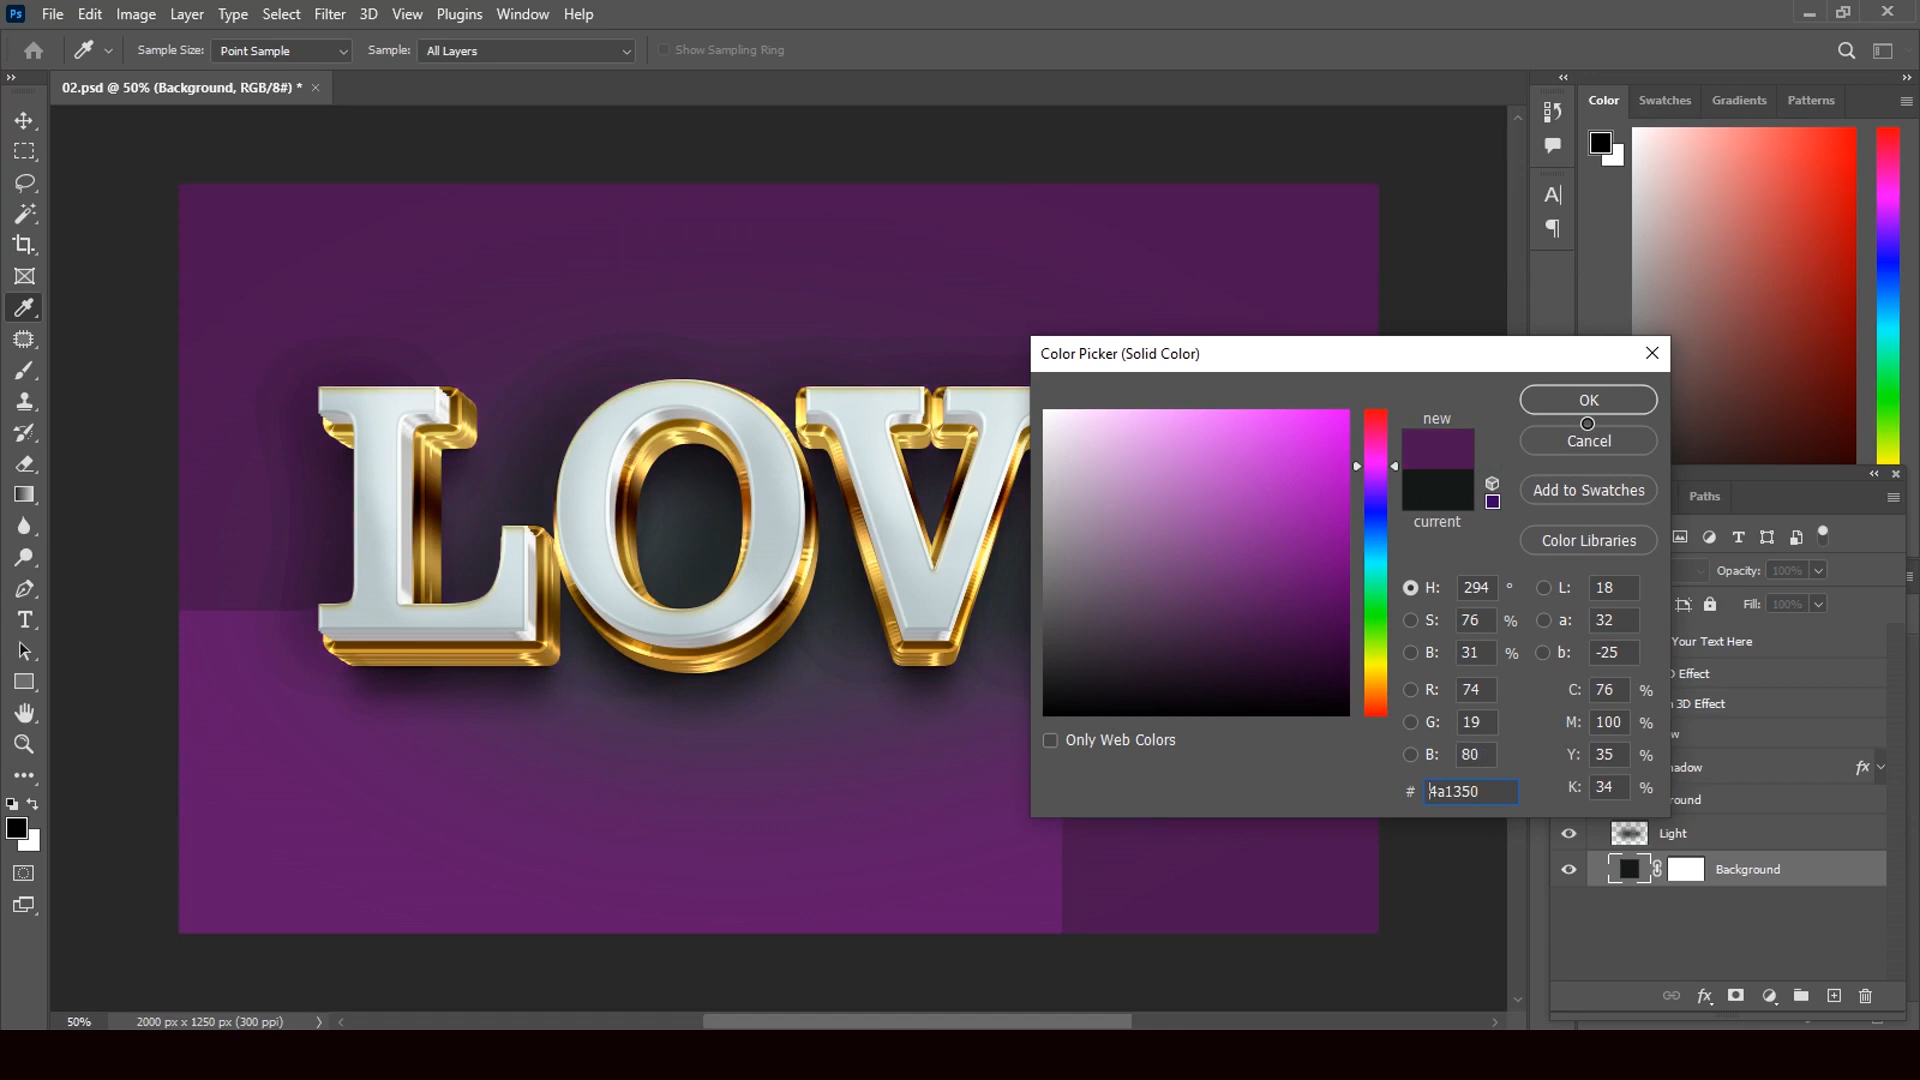 Ps File Edit Image Layer Type Select Filter 3D View Plugins Window Help
Sample Size: Point Sample Sample: All Layers Show Sampling Ring
02.psd @ 50% (Background, RGB/8#) * ×
Color Swatches Gradients Patterns
LOV
Color Picker (Solid Color)
new
current
OK
Cancel
Add to Swatches
Color Libraries
H: 294 ° L: 18
S: 76 % a: 32
B: 31 % b: -25
R: 74 C: 76 %
G: 19 M: 100 %
B: 80 Y: 35 %
# 4a1350 K: 34 %
Only Web Colors
Paths
Opacity: 100%
Fill: 100%
Your Text Here
D Effect
3D Effect
w
adow fx
ound
Light
Background
50% 2000 px x 1250 px (300 ppi)
fx